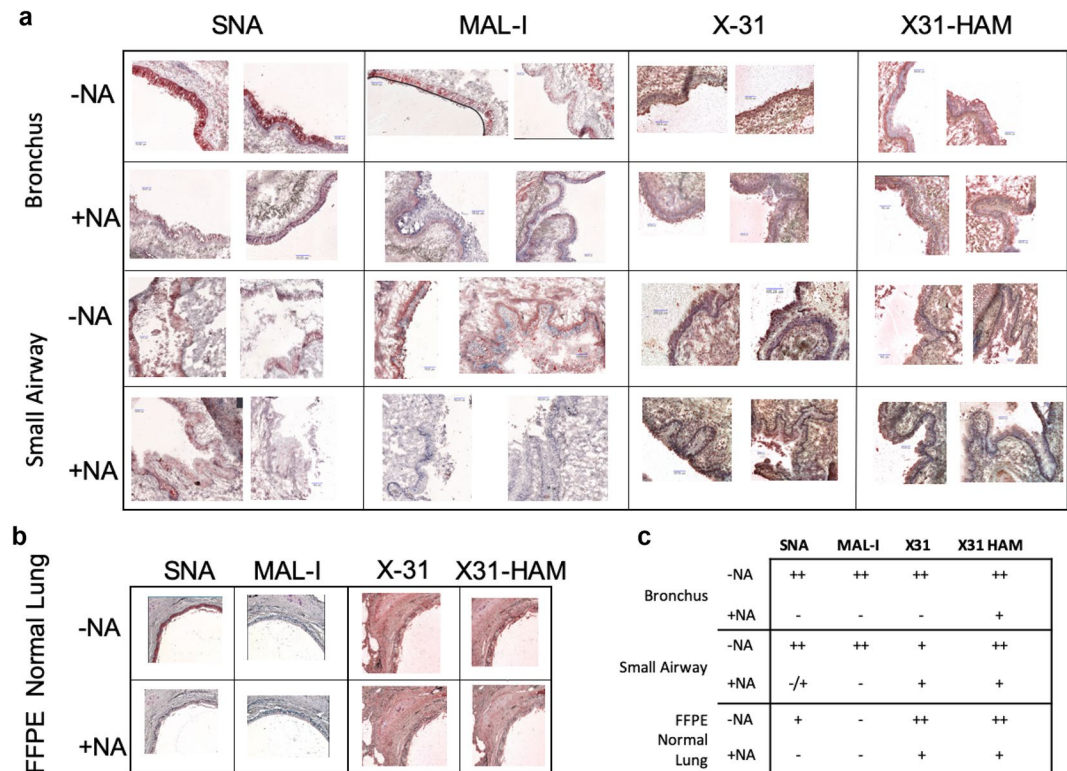 a
SNA MAL-I X-31 X31-HAM
Bronchus
-NA
+NA
Small Airway
-NA
+NA
b
SNA MAL-I X-31 X31-HAM
FFPE Normal Lung
-NA
+NA
c
SNA MAL-I X31 X31 HAM
Bronchus
-NA ++ ++ ++ ++
+NA - - - +
Small Airway
-NA ++ ++ + ++
+NA -/+ - + +
FFPE
Normal
Lung
-NA + - ++ ++
+NA - - + +